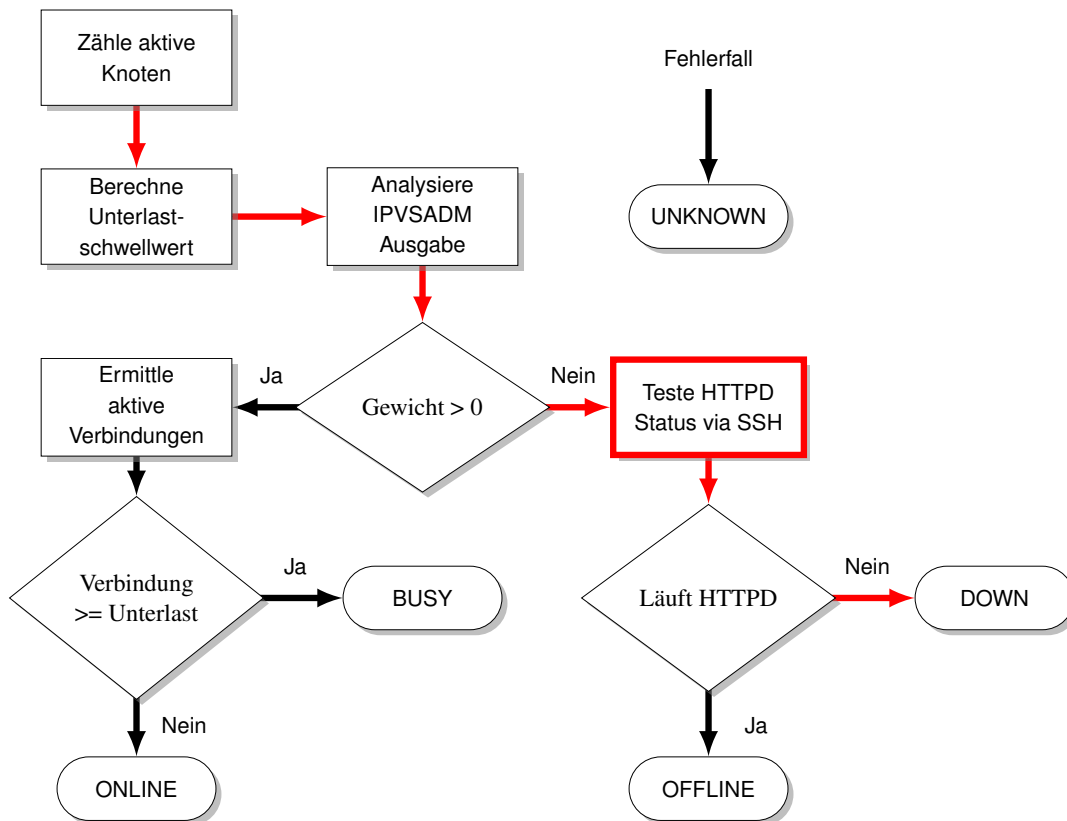 Zähle aktive
Knoten
Fehlerfall
Berechne
Unterlast-
schwellwert
Analysiere
IPVSADM
Ausgabe
UNKNOWN
Ermittle
aktive
Verbindungen
Ja
Gewicht > 0
Nein
Teste HTTPD
Status via SSH
Verbindung
>= Unterlast
Ja
BUSY
Läuft HTTPD
Nein
DOWN
Nein
Ja
ONLINE
OFFLINE